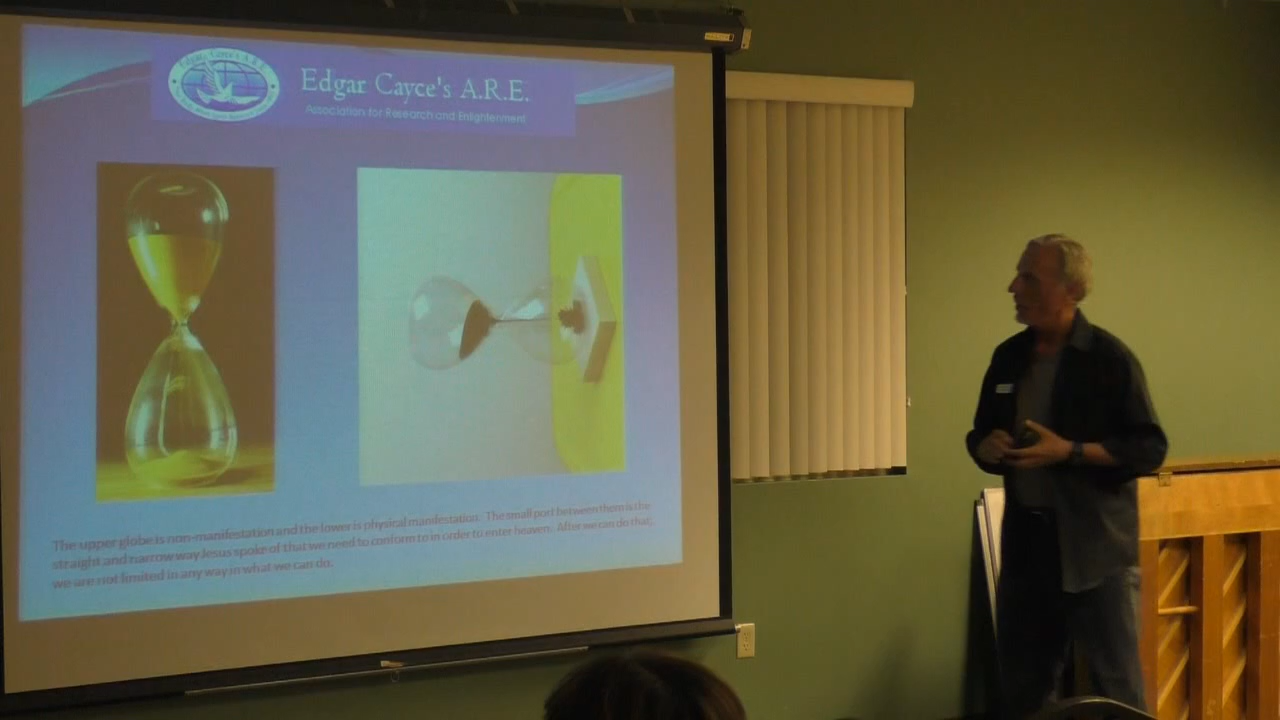 Edgar Cayce's A.R.E.
Edgar Cayce's A.R.E.
Association for Research and Enlightenment
The upper globe is non-manifestation and the lower is physical manifestation. The small port between them is the
straight and narrow way Jesus spoke of that we need to conform to in order to enter heaven. After we can do that,
we are not limited in any way in what we can do.